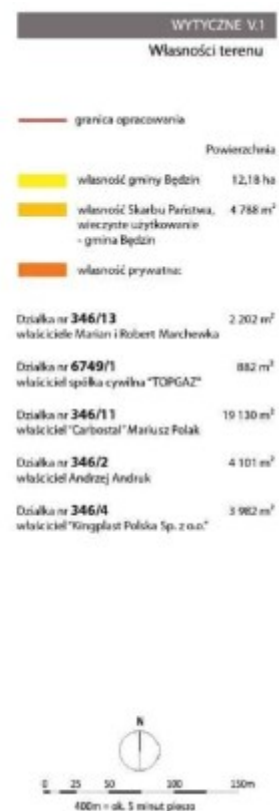 WYTYCZNE V.1
Własności terenu
granica opracowania
Powierzchnia
własność gminy Będzin 12,18 ha
własność Skarbu Państwa, 4 768 m²
wieczyste użytkowanie
- gmina Będzin
własność prywatna:
Działka nr 346/13 2 202 m²
właściciele Marian i Robert Marchewka
Działka nr 6749/1 882 m²
właściciel spółka cywilna "TOPGAZ"
Działka nr 346/11 19 130 m²
właściciel "Carbostal" Mariusz Polak
Działka nr 346/2 4 101 m²
właściciel Andrzej Andruk
Działka nr 346/4 3 982 m²
właściciel "Kingplast Polska Sp. z o.o."
N
0 25 50 100 150m
400m = ok. 5 minut pieszo